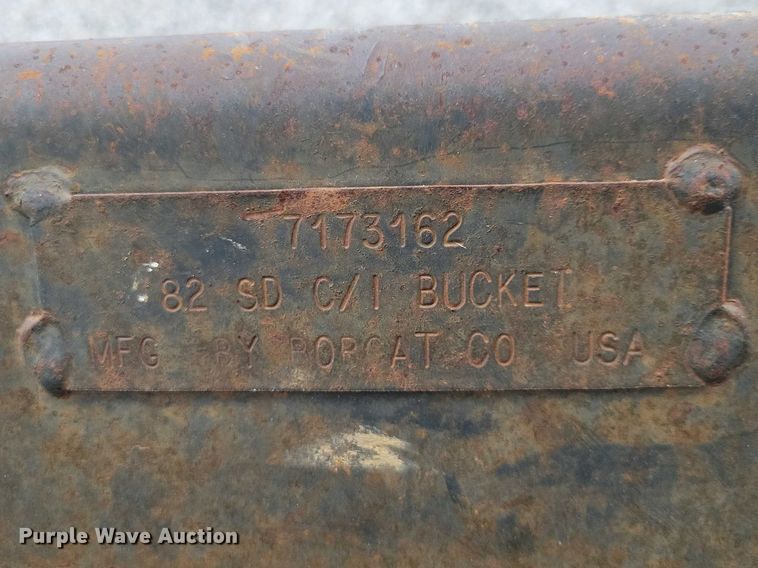 7173162
82 SD C/I BUCKET
MFG BY BOBCAT CO USA
Purple Wave Auction